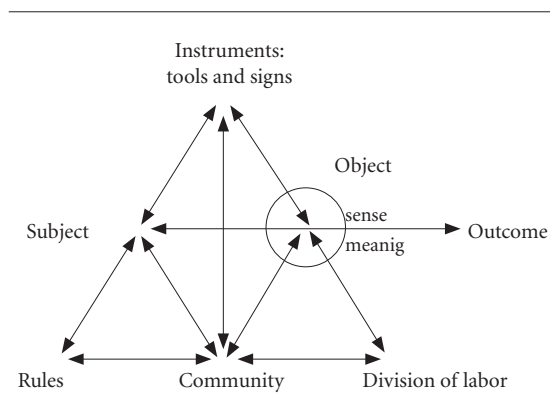 Instruments:
tools and signs
Object
sense
Subject
Outcome
meanig
Rules
Community
Division of labor